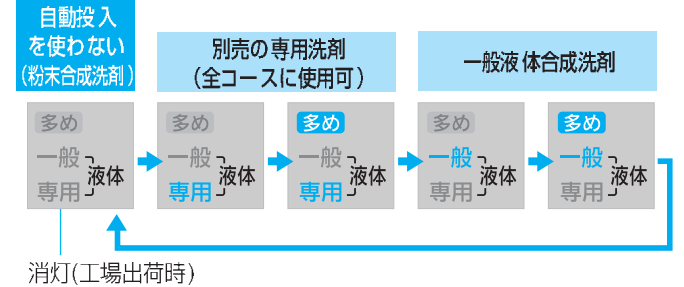 自動投入
を使わない
(粉末合成洗剤)
別売の専用洗剤
(全コースに使用可)
一般液体合成洗剤
多め
一般
専用
液体
多め
一般
専用
液体
多め
一般
専用
液体
多め
一般
専用
液体
多め
一般
専用
液体
消灯(工場出荷時)